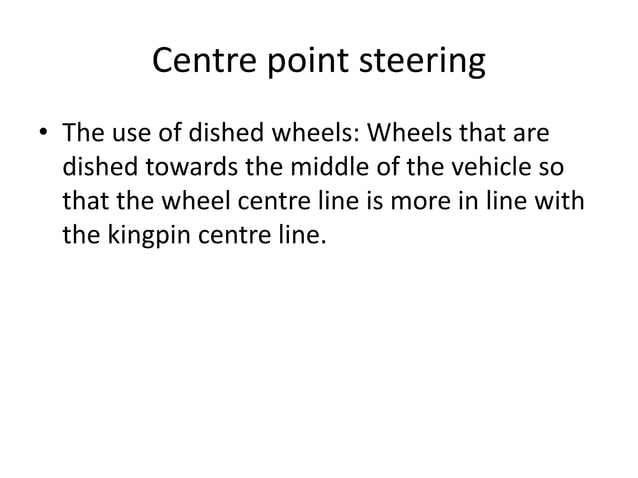 Centre point steering
• The use of dished wheels: Wheels that are
dished towards the middle of the vehicle so
that the wheel centre line is more in line with
the kingpin centre line.